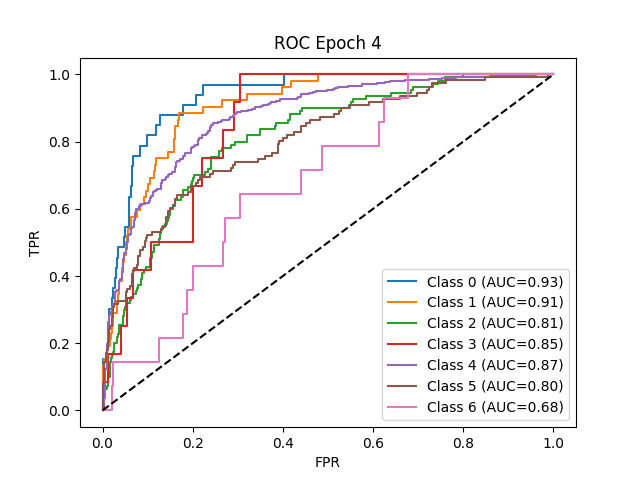 ROC Epoch 4
TPR
1.0
0.8
0.6
0.4
0.2
0.0
Class 0 (AUC=0.93)
Class 1 (AUC=0.91)
Class 2 (AUC=0.81)
Class 3 (AUC=0.85)
Class 4 (AUC=0.87)
Class 5 (AUC=0.80)
Class 6 (AUC=0.68)
0.0 0.2 0.4 0.6 0.8 1.0
FPR